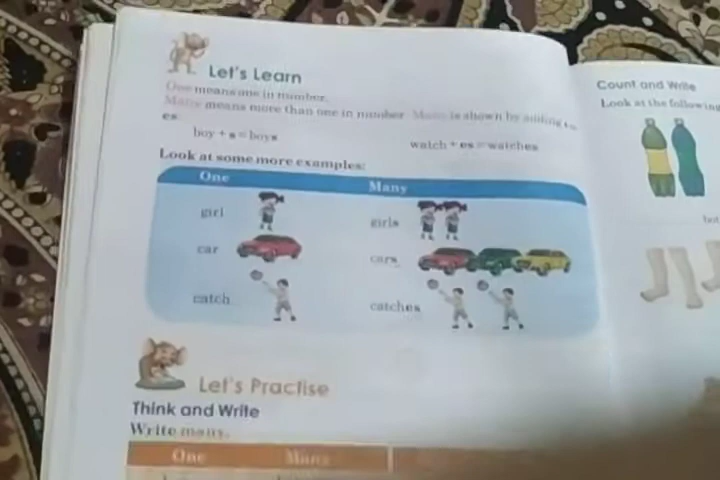 Let's Learn
One means one in number.
Many means more than one in number. Many is shown by adding
es.
boy + s = boys
watch + es = watches
Look at some more examples:
One Many
girl girls
car cars
catch catches
Let's Practise
Think and Write
Write many.
One Many
Count and Write
Look at the following